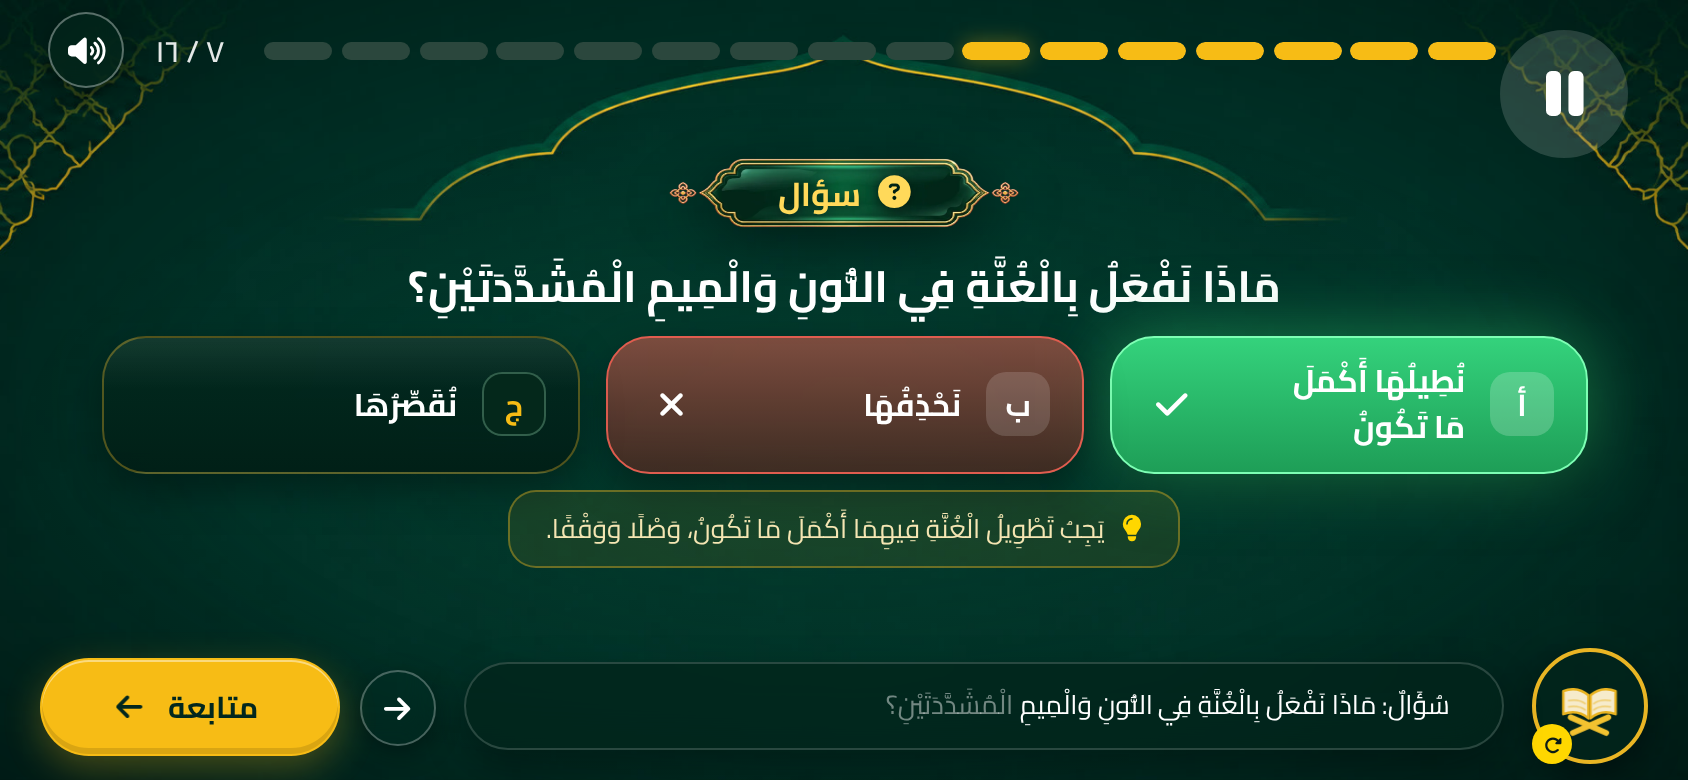 ٧ / ١٦
سؤال
مَاذَا نَفْعَلُ بِالْغُنَّةِ فِي النُّونِ وَالْمِيمِ الْمُشَدَّدَتَيْنِ؟
أ
نُطِيلُهَا أَكْمَلَ
مَا تَكُونُ
ب
نَحْذِفُهَا
ج
نُقَصِّرُهَا
يَجِبُ تَطْوِيلُ الْغُنَّةِ فِيهِمَا أَكْمَلَ مَا تَكُونُ، وَصْلًا وَوَقْفًا.
سُؤَالٌ: مَاذَا نَفْعَلُ بِالْغُنَّةِ فِي النُّونِ وَالْمِيمِ الْمُشَدَّدَتَيْنِ؟
متابعة